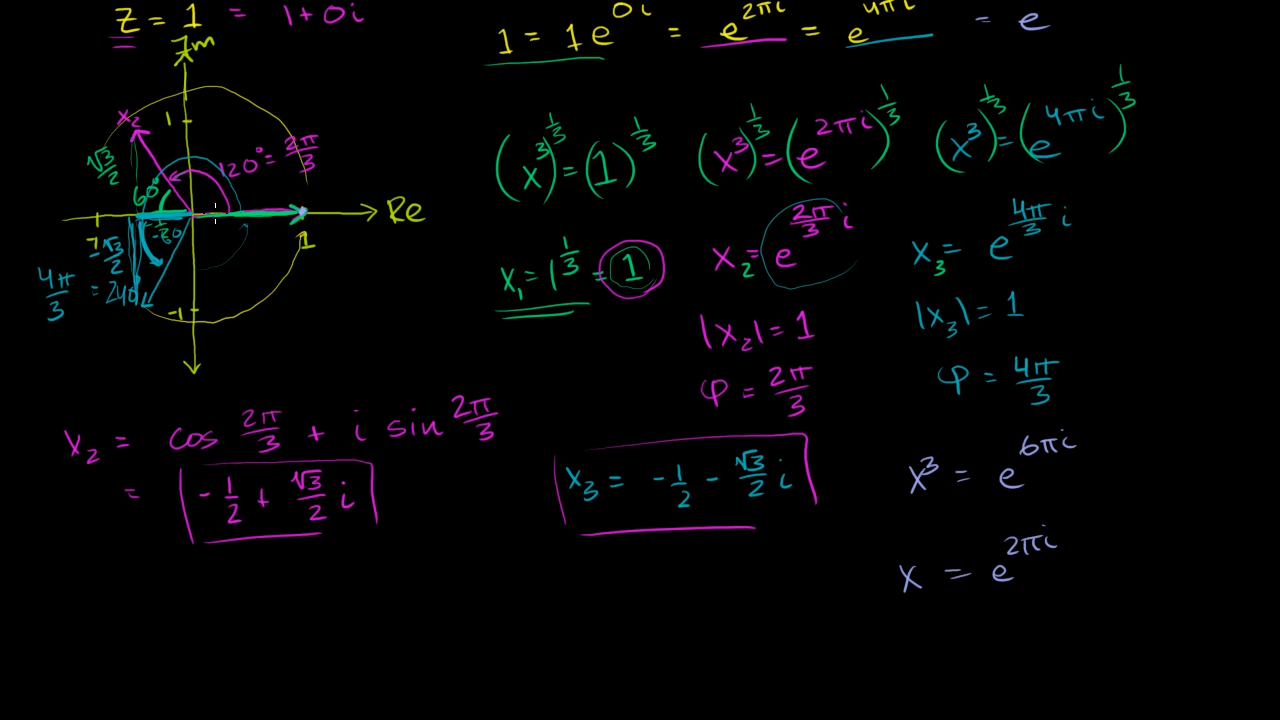 z = 1 = 1 + 0i
1 = 1e^{0i} = e^{2πi} = e^{4πi} = e
Im
1
x₂
√3/2
120° = 2π/3
60°
Re
1
-1
-√3/2
-60
4π/3 = 240
-1
(x³)^{1/3} = (1)^{1/3}
(x³)^{1/3} = (e^{2πi})^{1/3}
(x³)^{1/3} = (e^{4πi})^{1/3}
x₁ = 1^{1/3} = 1
x₂ = e^{2π/3 i}
x₃ = e^{4π/3 i}
|x₂| = 1
|x₃| = 1
φ = 2π/3
φ = 4π/3
x₂ = cos 2π/3 + i sin 2π/3
= -1/2 + √3/2 i
x₃ = -1/2 - √3/2 i
x³ = e^{6πi}
x = e^{2πi}